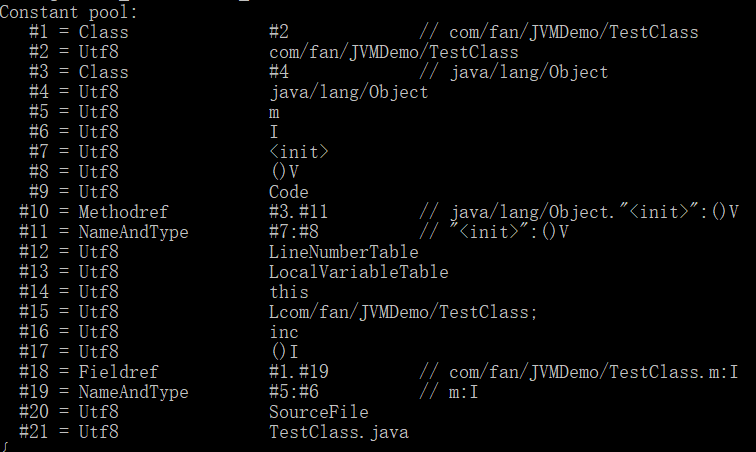 Constant pool:
#1 = Class #2 // com/fan/JVMDemo/TestClass
#2 = Utf8 com/fan/JVMDemo/TestClass
#3 = Class #4 // java/lang/Object
#4 = Utf8 java/lang/Object
#5 = Utf8 m
#6 = Utf8 I
#7 = Utf8 <init>
#8 = Utf8 ()V
#9 = Utf8 Code
#10 = Methodref #3.#11 // java/lang/Object."<init>":()V
#11 = NameAndType #7:#8 // "<init>":()V
#12 = Utf8 LineNumberTable
#13 = Utf8 LocalVariableTable
#14 = Utf8 this
#15 = Utf8 Lcom/fan/JVMDemo/TestClass;
#16 = Utf8 inc
#17 = Utf8 ()I
#18 = Fieldref #1.#19 // com/fan/JVMDemo/TestClass.m:I
#19 = NameAndType #5:#6 // m:I
#20 = Utf8 SourceFile
#21 = Utf8 TestClass.java
{